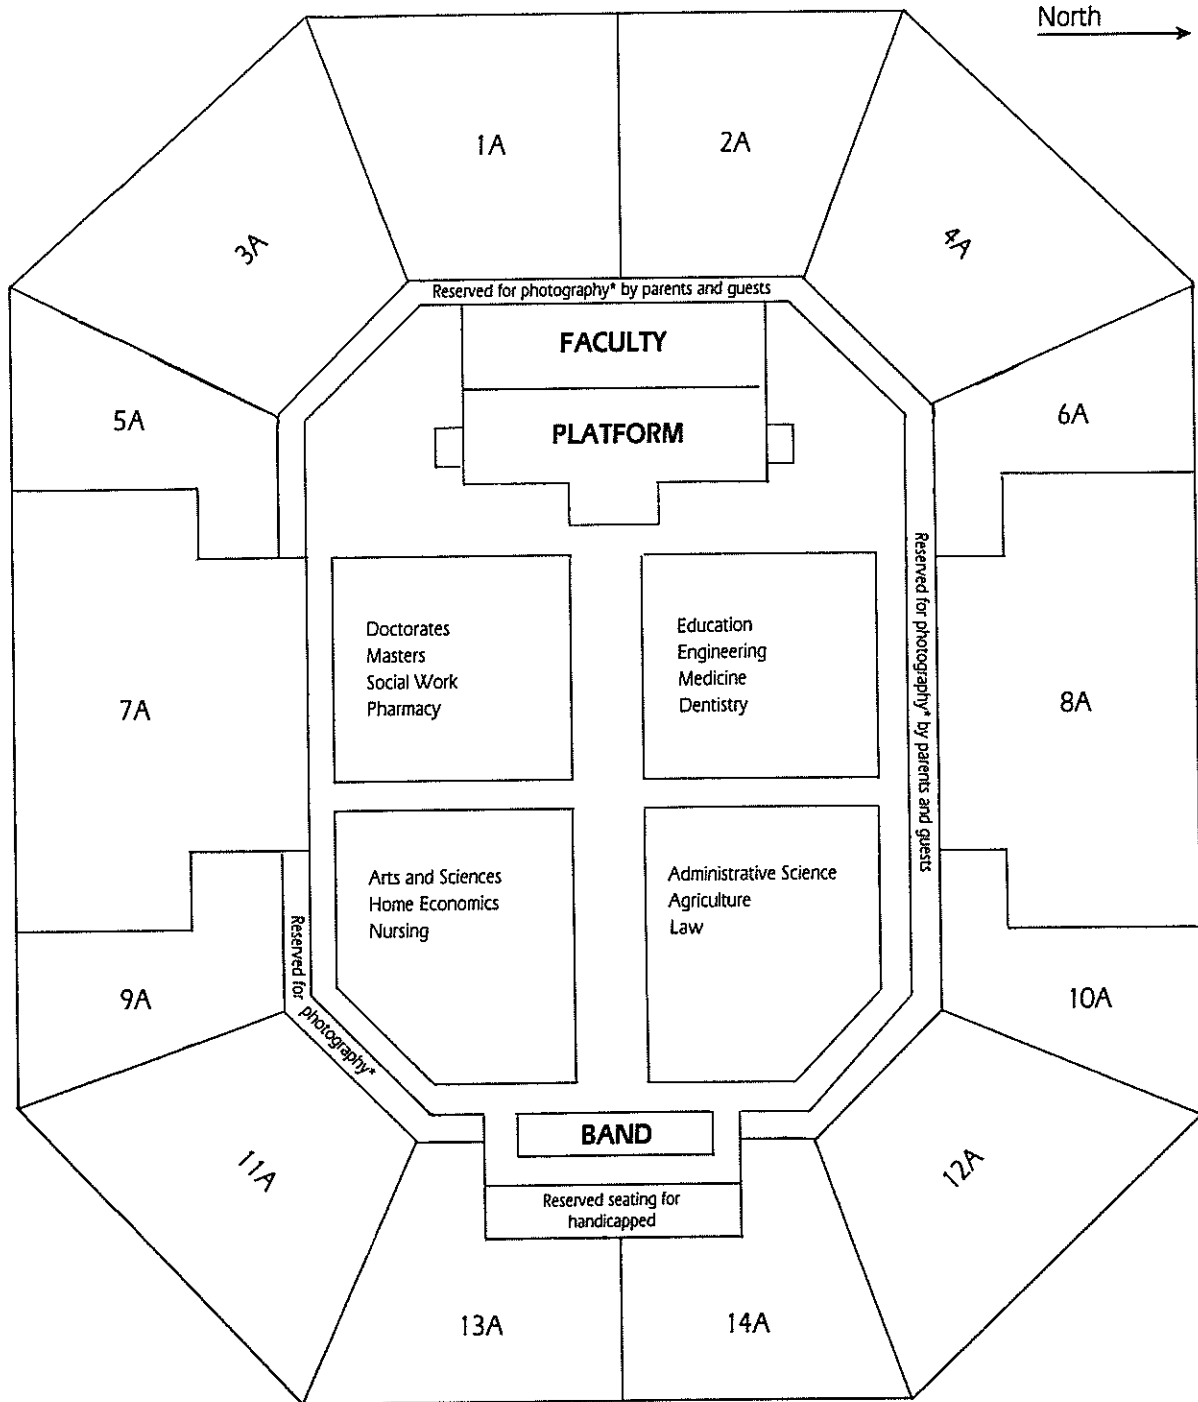 North
1A
2A
3A
4A
Reserved for photography* by parents and guests
FACULTY
5A
PLATFORM
6A
Reserved for photography* by parents and guests
Doctorates
Masters
Social Work
Pharmacy
Education
Engineering
Medicine
Dentistry
7A
8A
Arts and Sciences
Home Economics
Nursing
Administrative Science
Agriculture
Law
Reserved for photography*
9A
10A
BAND
11A
12A
Reserved seating for
handicapped
13A
14A